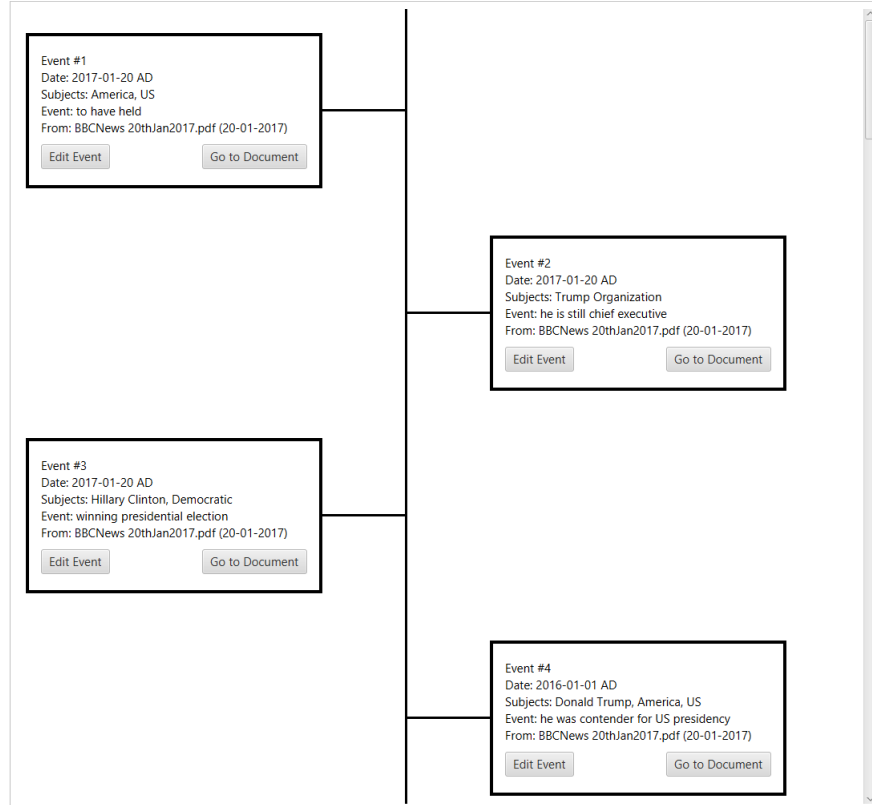 Event #1
Date: 2017-01-20 AD
Subjects: America, US
Event: to have held
From: BBCNews 20thJan2017.pdf (20-01-2017)
Edit Event
Go to Document
Event #2
Date: 2017-01-20 AD
Subjects: Trump Organization
Event: he is still chief executive
From: BBCNews 20thJan2017.pdf (20-01-2017)
Edit Event
Go to Document
Event #3
Date: 2017-01-20 AD
Subjects: Hillary Clinton, Democratic
Event: winning presidential election
From: BBCNews 20thJan2017.pdf (20-01-2017)
Edit Event
Go to Document
Event #4
Date: 2016-01-01 AD
Subjects: Donald Trump, America, US
Event: he was contender for US presidency
From: BBCNews 20thJan2017.pdf (20-01-2017)
Edit Event
Go to Document